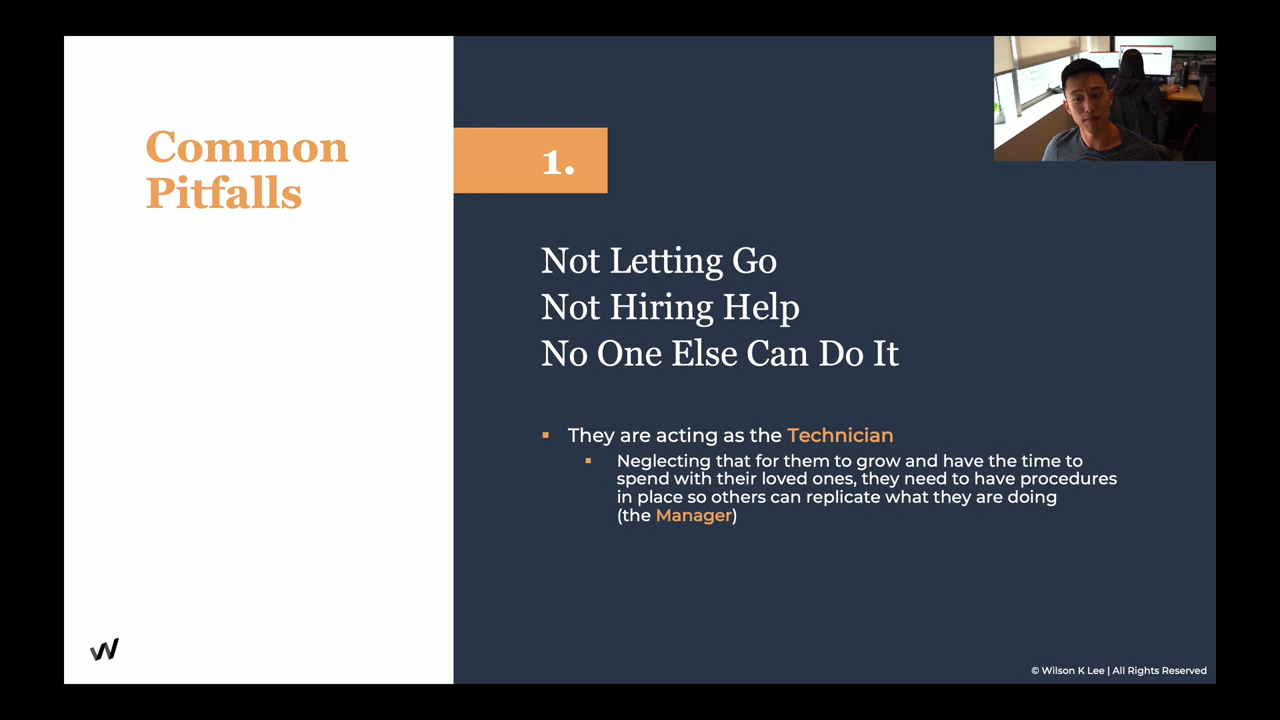 Common
Pitfalls
1.
Not Letting Go
Not Hiring Help
No One Else Can Do It
They are acting as the Technician
Neglecting that for them to grow and have the time to
spend with their loved ones, they need to have procedures
in place so others can replicate what they are doing
(the Manager)
© Wilson K Lee | All Rights Reserved